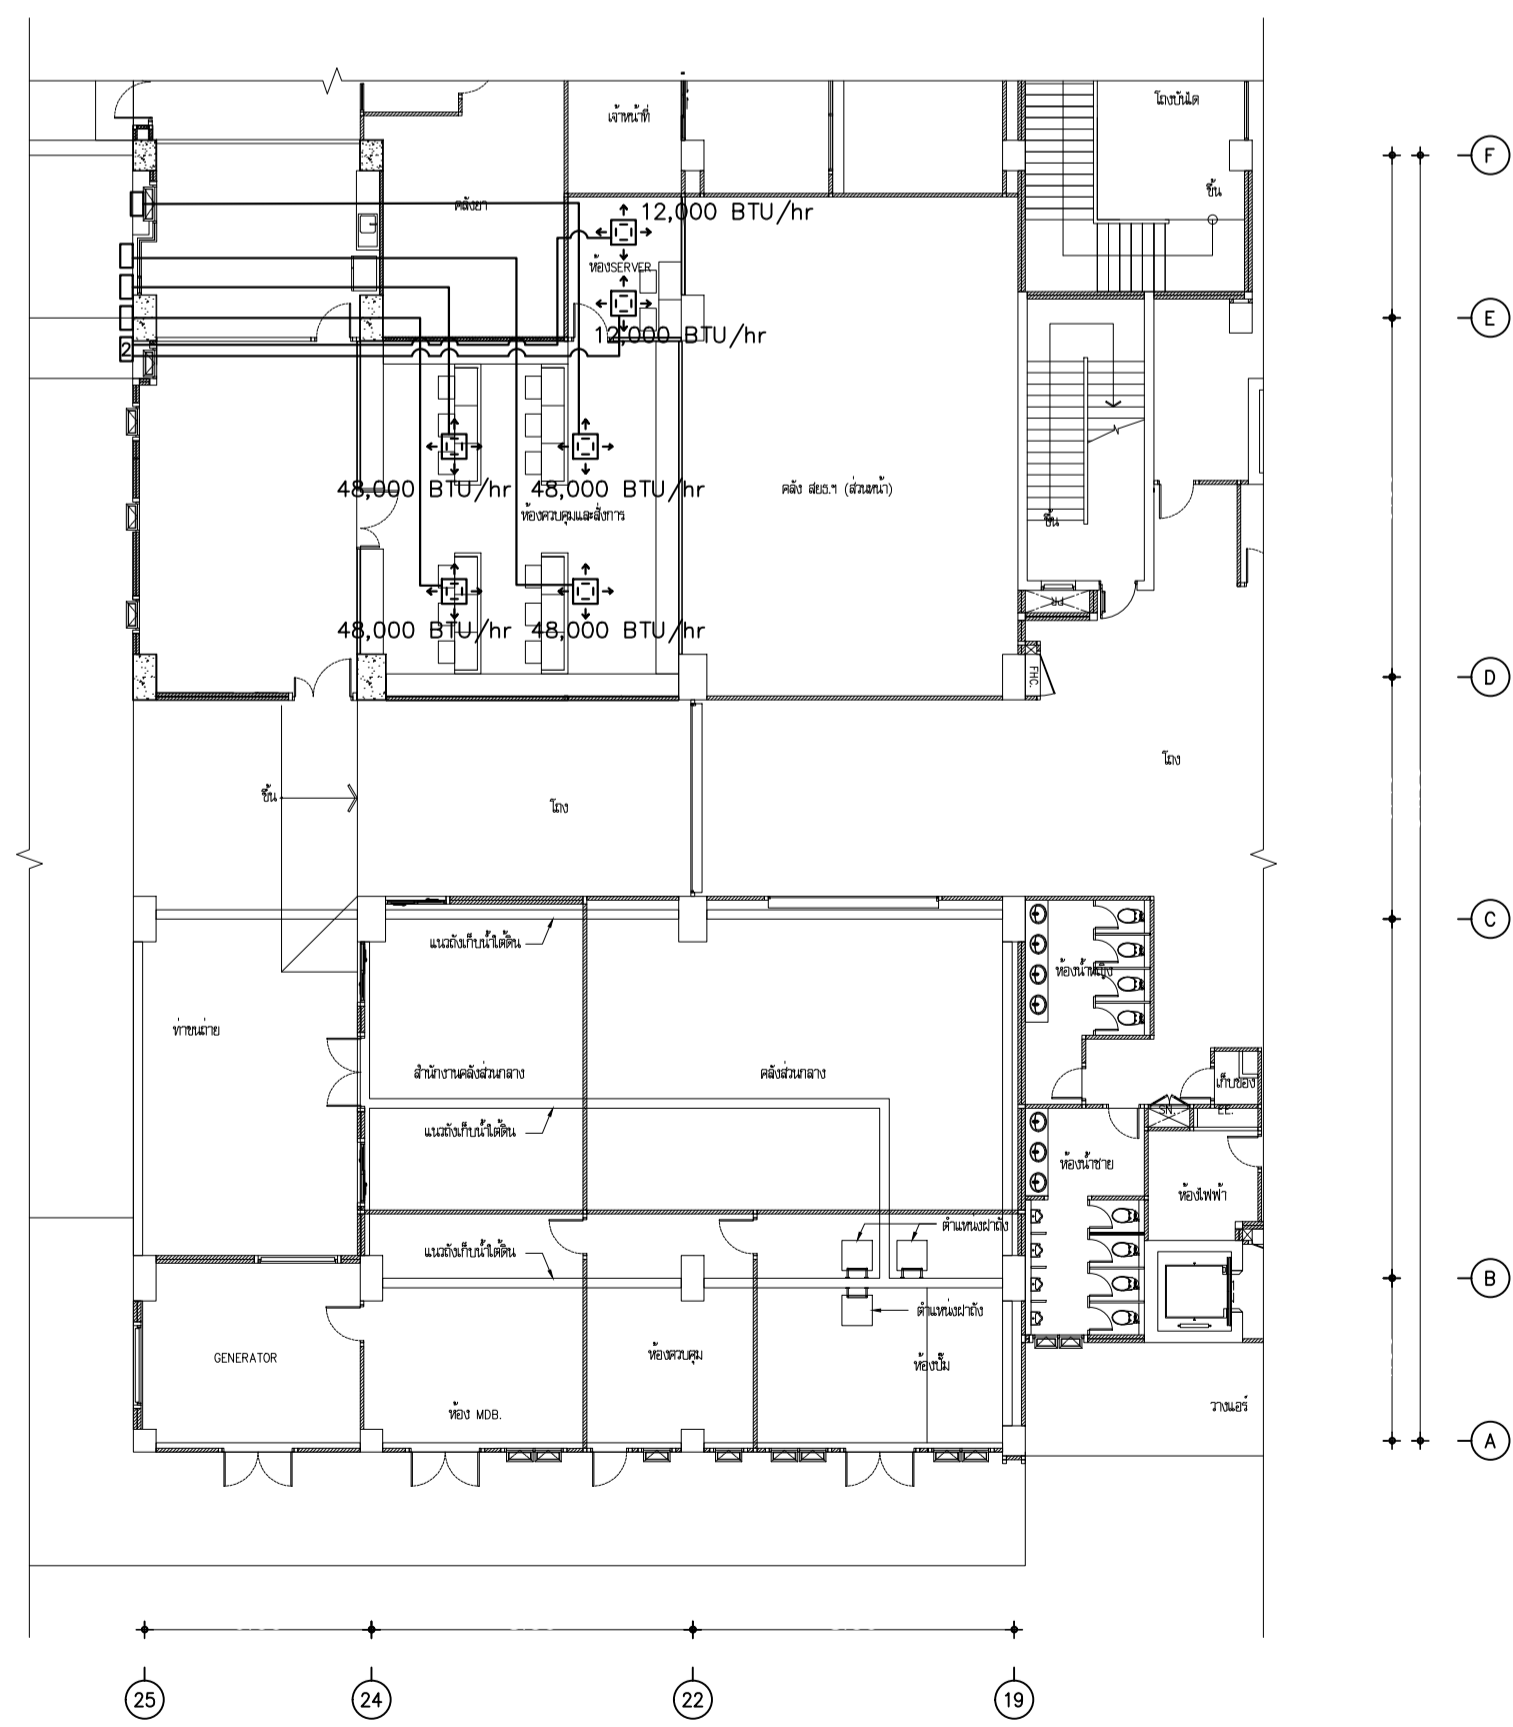 เจ้าหน้าที่
โถงบันได
F
ขึ้น
คลังยา
12,000 BTU/hr
ห้องSERVER
E
12,000 BTU/hr
2
48,000 BTU/hr
48,000 BTU/hr
คลัง สยธ.ฯ (ส่วนหน้า)
ห้องควบคุมและสั่งการ
ขึ้น
PR
48,000 BTU/hr
48,000 BTU/hr
FHC.
D
โถง
ขึ้น
โถง
C
แนวถังเก็บน้ำใต้ดิน
ห้องน้ำหญิง
ท่าขนถ่าย
สำนักงานคลังส่วนกลาง
คลังส่วนกลาง
เก็บของ
SN.
EE.
แนวถังเก็บน้ำใต้ดิน
ห้องน้ำชาย
ห้องไฟฟ้า
ตำแหน่งฝาถัง
แนวถังเก็บน้ำใต้ดิน
B
ตำแหน่งฝาถัง
GENERATOR
ห้องควบคุม
ห้องปั๊ม
ห้อง MDB.
วางแอร์
A
25
24
22
19